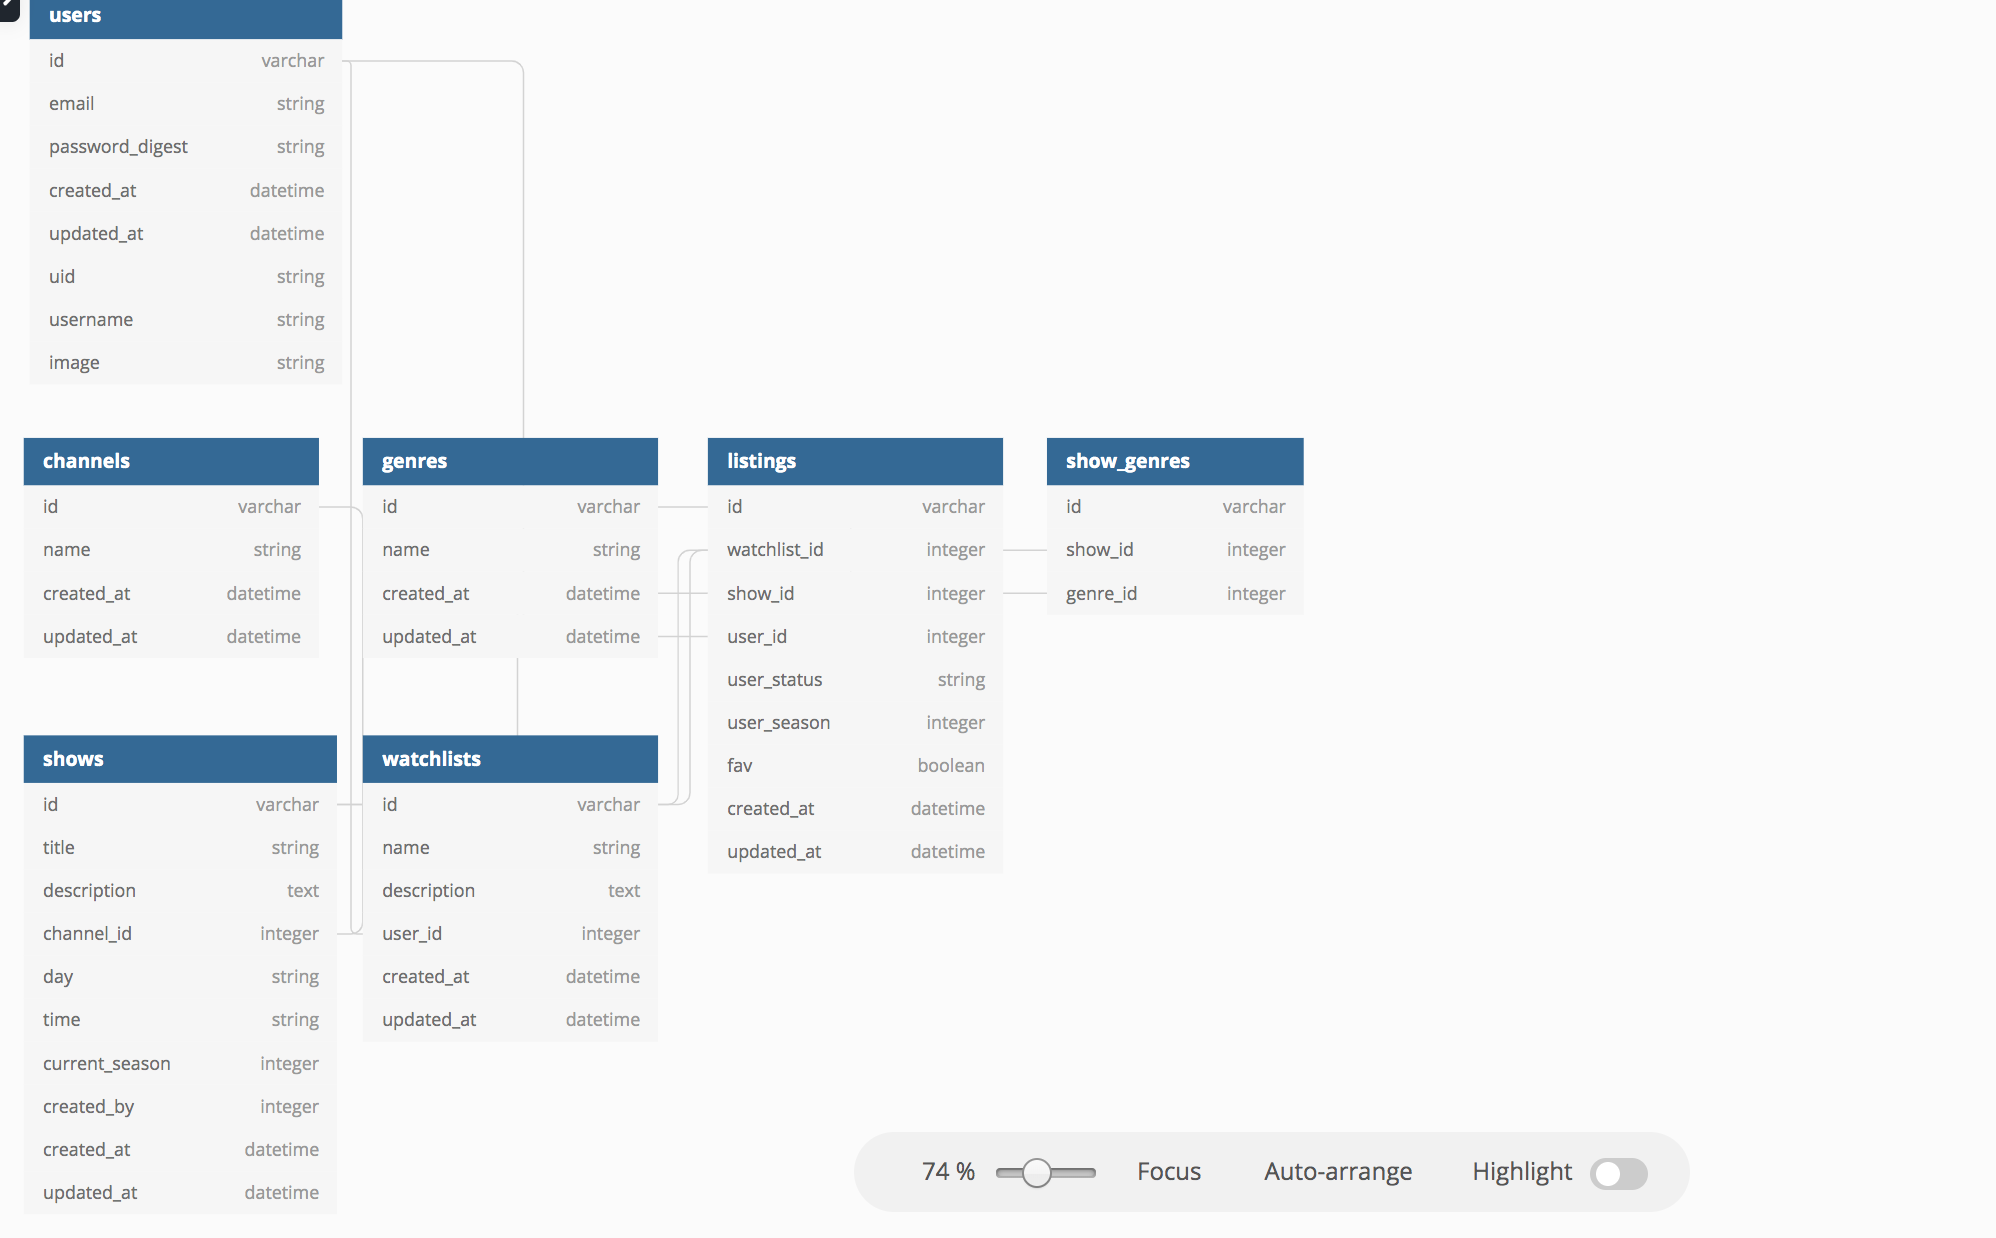 users
id varchar
email string
password_digest string
created_at datetime
updated_at datetime
uid string
username string
image string
channels
id varchar
name string
created_at datetime
updated_at datetime
genres
id varchar
name string
created_at datetime
updated_at datetime
listings
id varchar
watchlist_id integer
show_id integer
user_id integer
user_status string
user_season integer
fav boolean
created_at datetime
updated_at datetime
show_genres
id varchar
show_id integer
genre_id integer
shows
id varchar
title string
description text
channel_id integer
day string
time string
current_season integer
created_by integer
created_at datetime
updated_at datetime
watchlists
id varchar
name string
description text
user_id integer
created_at datetime
updated_at datetime
74 % Focus Auto-arrange Highlight